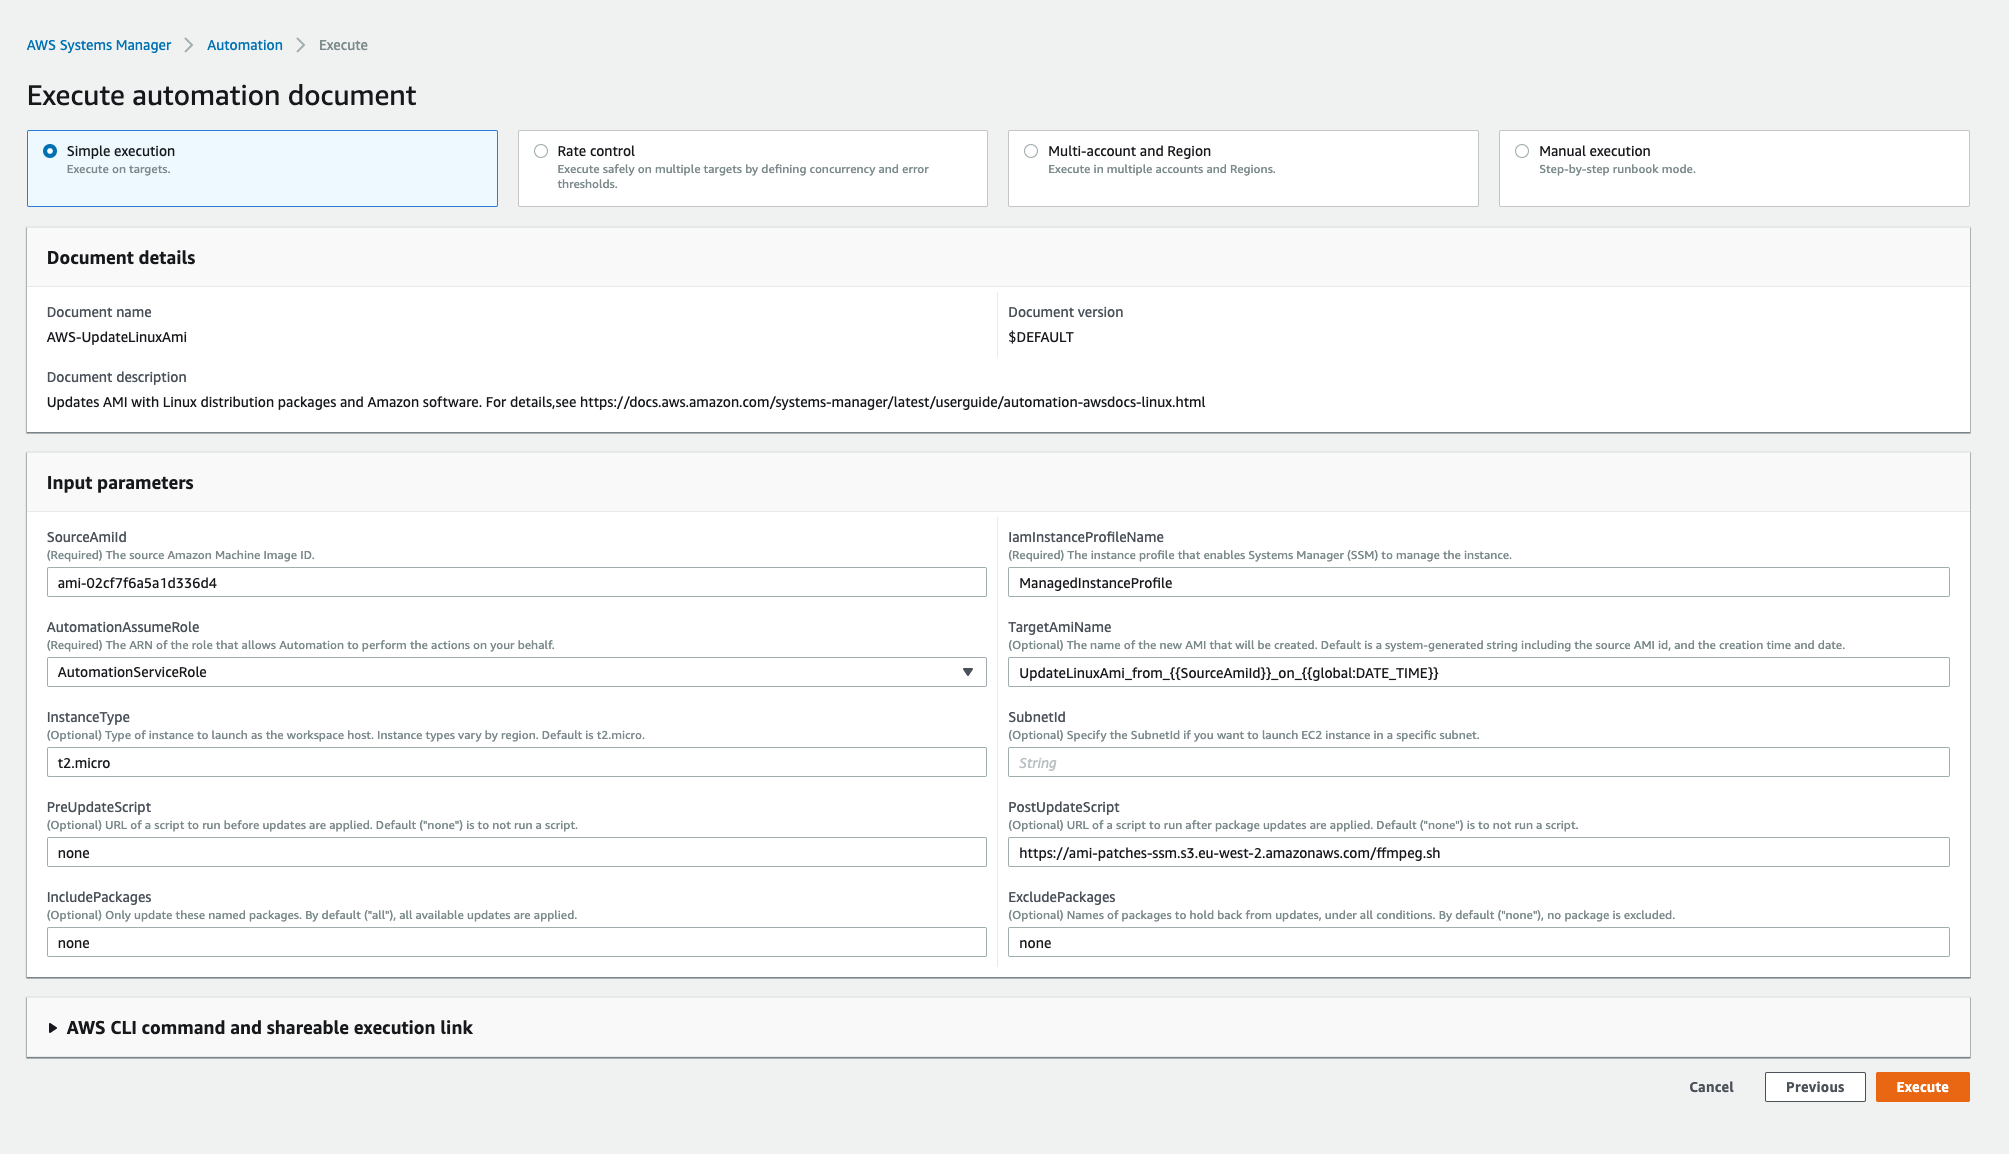 AWS Systems Manager > Automation > Execute
Execute automation document
Simple execution
Execute on targets.
Rate control
Execute safely on multiple targets by defining concurrency and error
thresholds.
Multi-account and Region
Execute in multiple accounts and Regions.
Manual execution
Step-by-step runbook mode.
Document details
Document name
AWS-UpdateLinuxAmi
Document version
$DEFAULT
Document description
Updates AMI with Linux distribution packages and Amazon software. For details,see https://docs.aws.amazon.com/systems-manager/latest/userguide/automation-awsdocs-linux.html
Input parameters
SourceAmiId
(Required) The source Amazon Machine Image ID.
ami-02cf7f6a5a1d336d4
IamInstanceProfileName
(Required) The instance profile that enables Systems Manager (SSM) to manage the instance.
ManagedInstanceProfile
AutomationAssumeRole
(Required) The ARN of the role that allows Automation to perform the actions on your behalf.
AutomationServiceRole
TargetAmiName
(Optional) The name of the new AMI that will be created. Default is a system-generated string including the source AMI id, and the creation time and date.
UpdateLinuxAmi_from_{{SourceAmiId}}_on_{{global:DATE_TIME}}
InstanceType
(Optional) Type of instance to launch as the workspace host. Instance types vary by region. Default is t2.micro.
t2.micro
SubnetId
(Optional) Specify the SubnetId if you want to launch EC2 instance in a specific subnet.
String
PreUpdateScript
(Optional) URL of a script to run before updates are applied. Default ("none") is to not run a script.
none
PostUpdateScript
(Optional) URL of a script to run after package updates are applied. Default ("none") is to not run a script.
https://ami-patches-ssm.s3.eu-west-2.amazonaws.com/ffmpeg.sh
IncludePackages
(Optional) Only update these named packages. By default ("all"), all available updates are applied.
none
ExcludePackages
(Optional) Names of packages to hold back from updates, under all conditions. By default ("none"), no package is excluded.
none
AWS CLI command and shareable execution link
Cancel
Previous
Execute